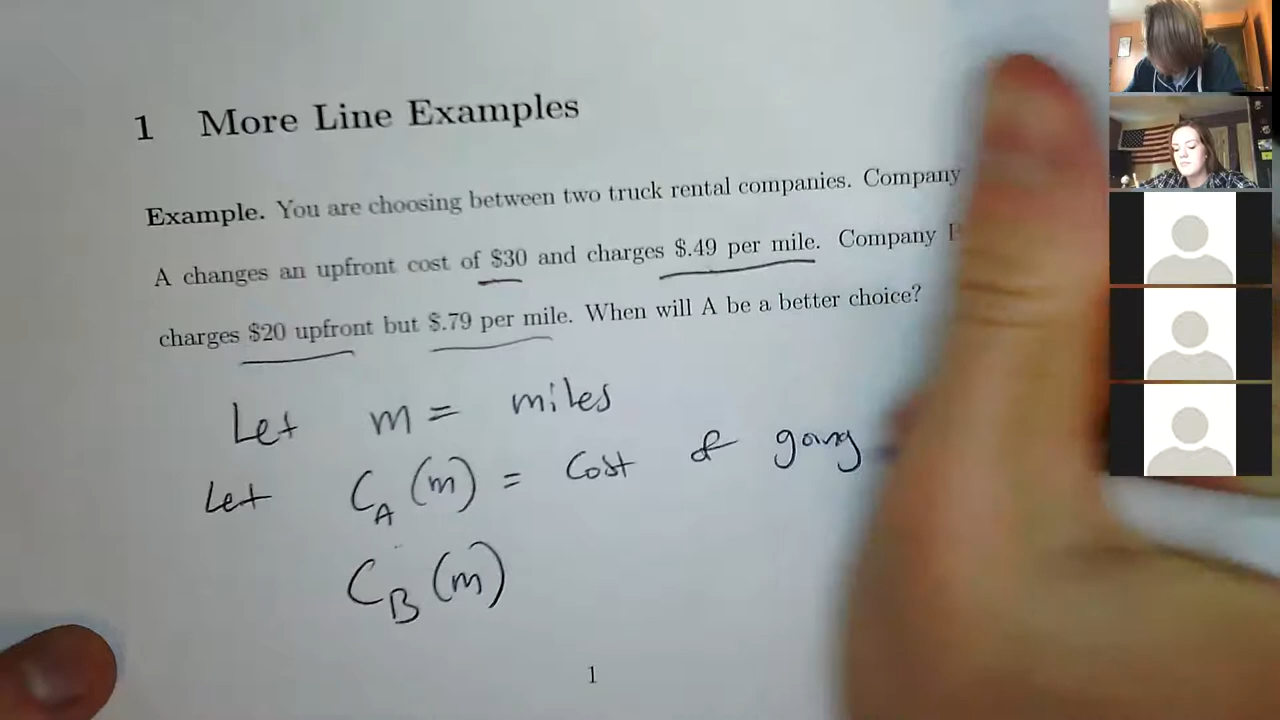 1 More Line Examples
Example. You are choosing between two truck rental companies. Company
A changes an upfront cost of $30 and charges $.49 per mile. Company
charges $20 upfront but $.79 per mile. When will A be a better choice?
Let m = miles
Let C_A (m) = Cost of going
C_B (m)
1